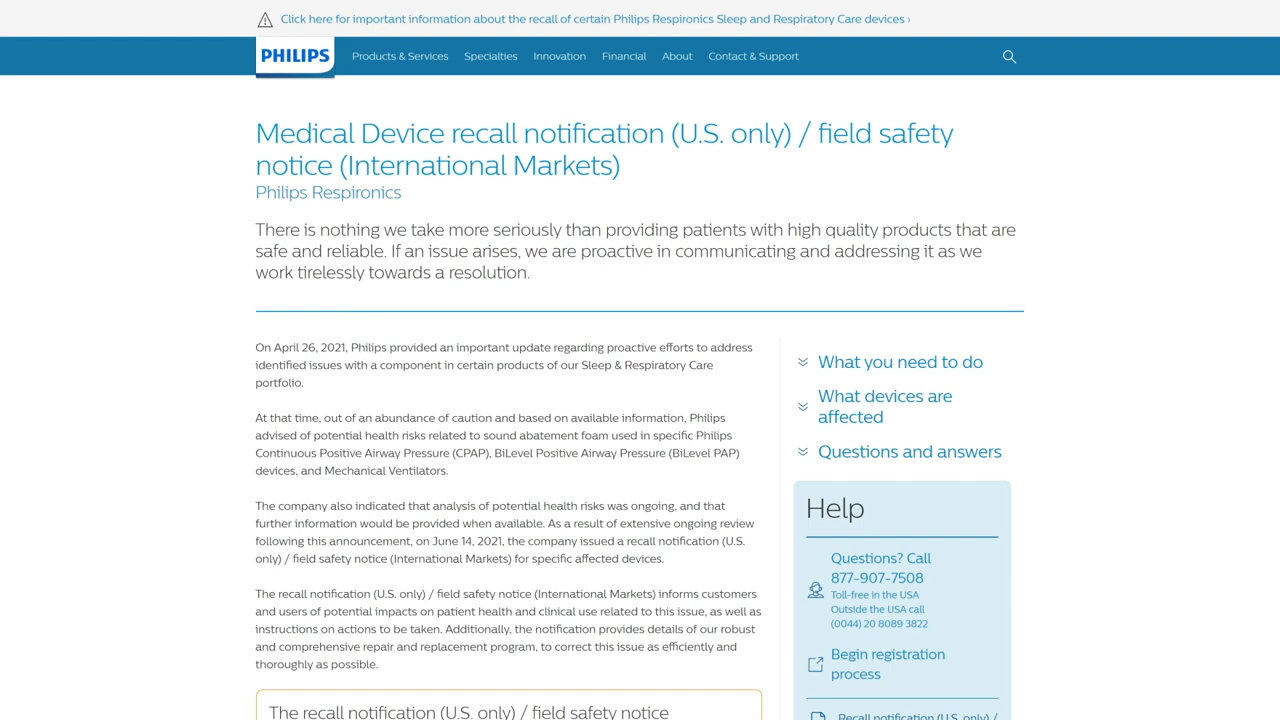 Click here for important information about the recall of certain Philips Respironics Sleep and Respiratory Care devices ›
PHILIPS
Products & Services Specialties Innovation Financial About Contact & Support
Medical Device recall notification (U.S. only) / field safety
notice (International Markets)
Philips Respironics
There is nothing we take more seriously than providing patients with high quality products that are
safe and reliable. If an issue arises, we are proactive in communicating and addressing it as we
work tirelessly towards a resolution.
On April 26, 2021, Philips provided an important update regarding proactive efforts to address
identified issues with a component in certain products of our Sleep & Respiratory Care
portfolio.
At that time, out of an abundance of caution and based on available information, Philips
advised of potential health risks related to sound abatement foam used in specific Philips
Continuous Positive Airway Pressure (CPAP), BiLevel Positive Airway Pressure (BiLevel PAP)
devices, and Mechanical Ventilators.
The company also indicated that analysis of potential health risks was ongoing, and that
further information would be provided when available. As a result of extensive ongoing review
following this announcement, on June 14, 2021, the company issued a recall notification (U.S.
only) / field safety notice (International Markets) for specific affected devices.
The recall notification (U.S. only) / field safety notice (International Markets) informs customers
and users of potential impacts on patient health and clinical use related to this issue, as well as
instructions on actions to be taken. Additionally, the notification provides details of our robust
and comprehensive repair and replacement program, to correct this issue as efficiently and
thoroughly as possible.
The recall notification (U.S. only) / field safety notice
What you need to do
What devices are
affected
Questions and answers
Help
Questions? Call
877-907-7508
Toll-free in the USA
Outside the USA call
(0044) 20 8089 3822
Begin registration
process
Recall notification (U.S. only) /